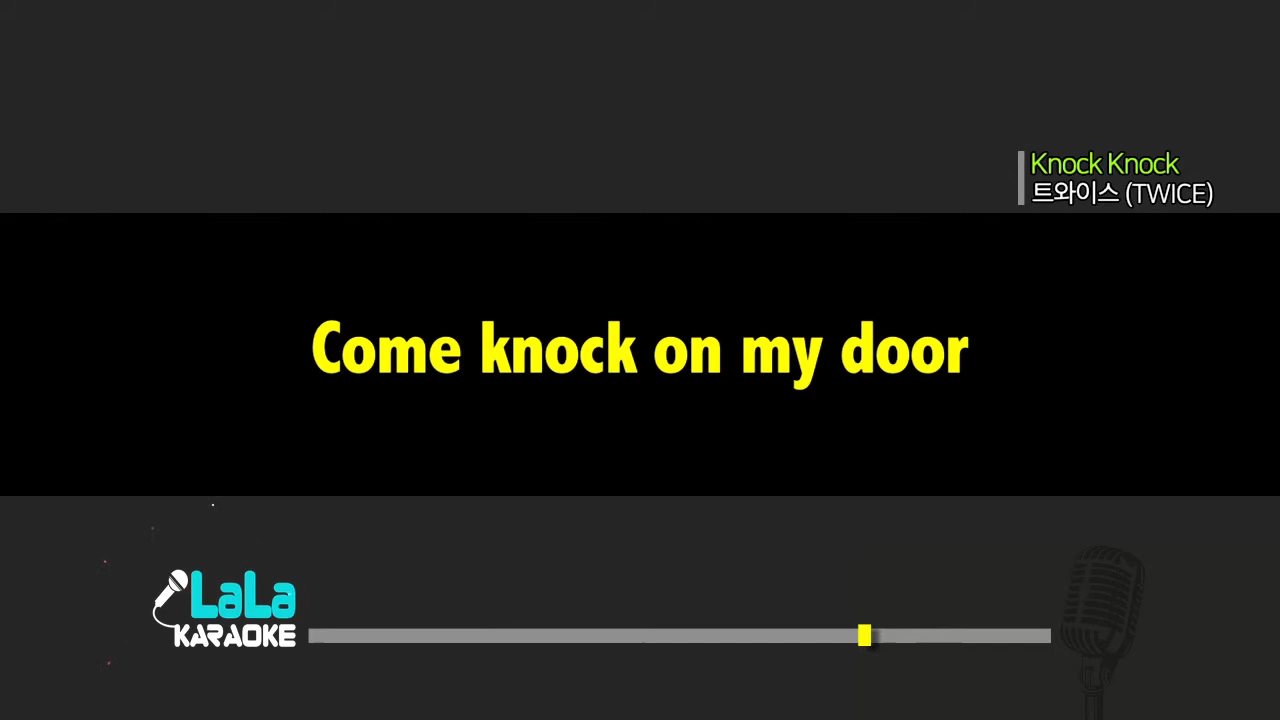 Knock Knock
트와이스 (TWICE)
Come knock on my door
LaLa
KARAOKE